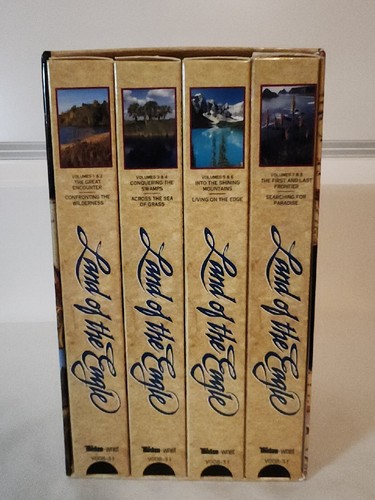 VOLUMES 1 & 2
THE GREAT
ENCOUNTER
CONFRONTING THE
WILDERNESS
Land of the Eagle
VOLUMES 3 & 4
CONQUERING THE
SWAMPS
ACROSS THE SEA
OF GRASS
Land of the Eagle
VOLUMES 5 & 6
INTO THE SHINING
MOUNTAINS
LIVING ON THE EDGE
Land of the Eagle
VOLUMES 7 & 8
THE FIRST AND LAST
FRONTIER
SEARCHING FOR
PARADISE
Land of the Eagle